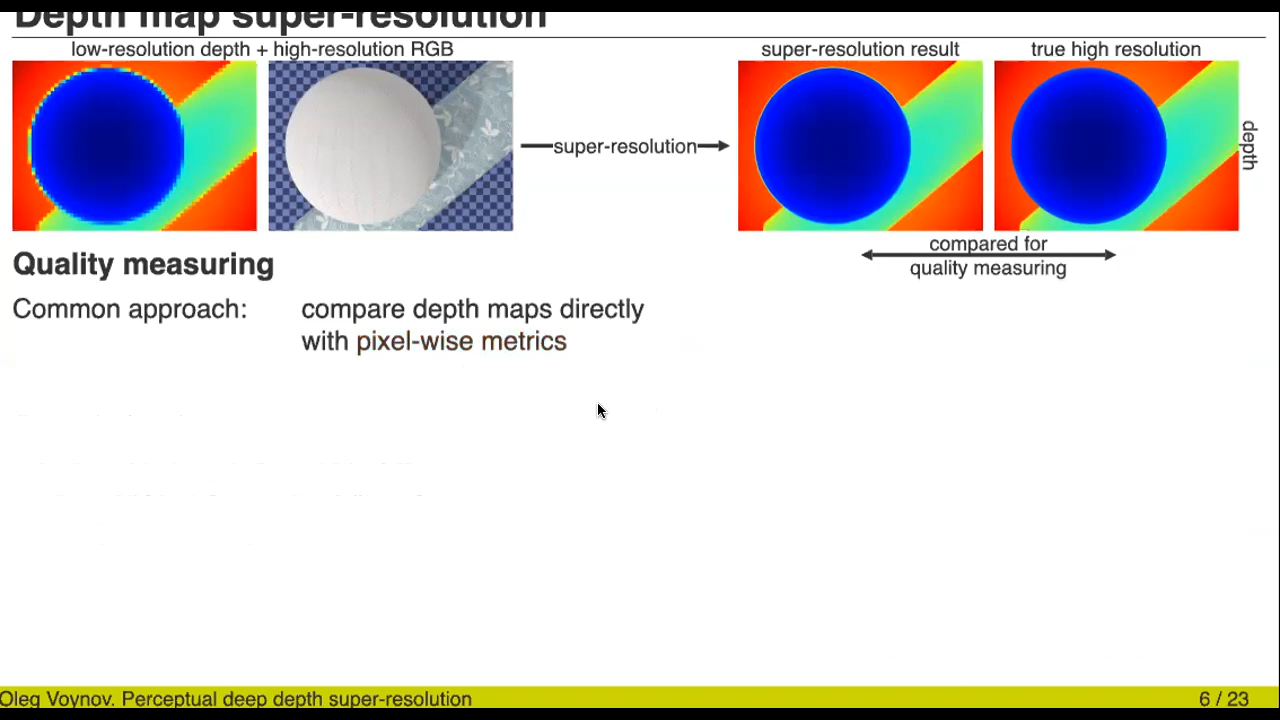 Depth map super-resolution
low-resolution depth + high-resolution RGB
super-resolution
super-resolution result
true high resolution
depth
compared for
quality measuring
Quality measuring
Common approach: compare depth maps directly
with pixel-wise metrics
Oleg Voynov. Perceptual deep depth super-resolution 6 / 23